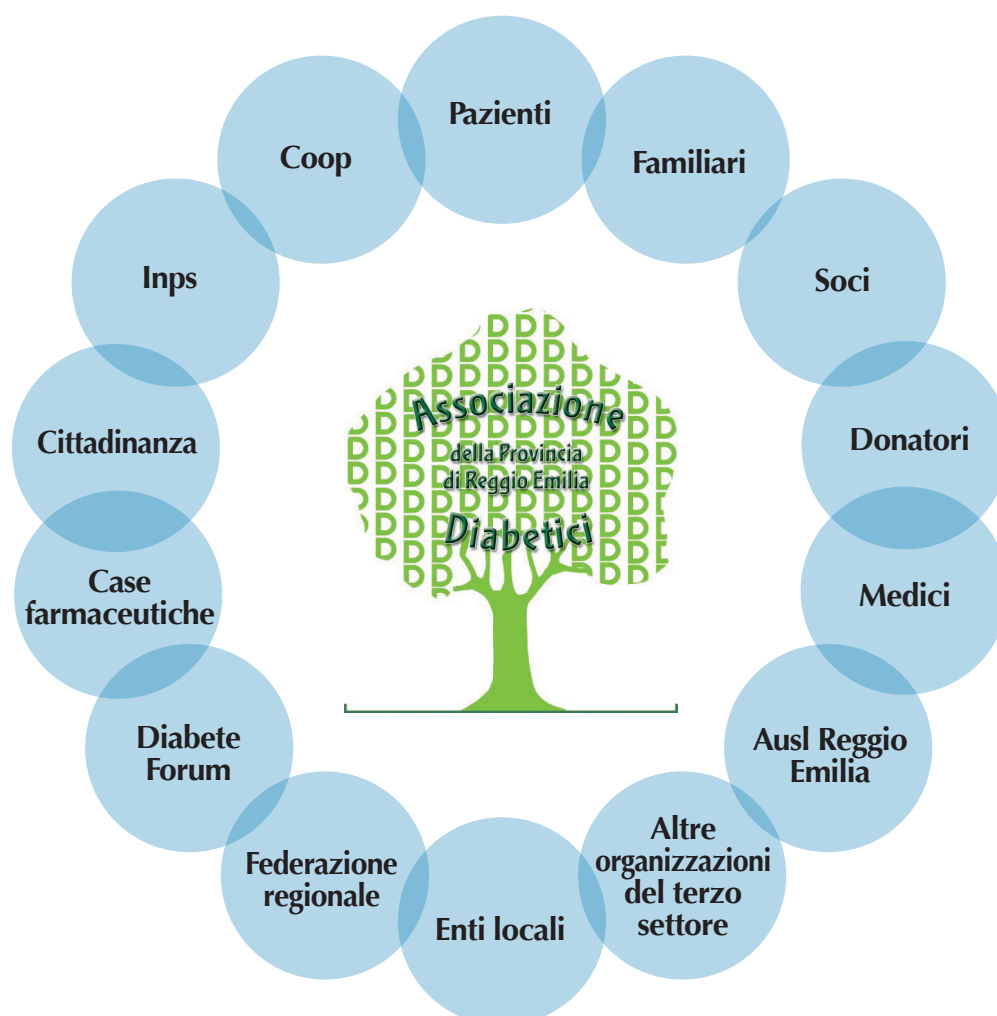 Pazienti
Familiari
Soci
Donatori
Medici
Ausl Reggio
Emilia
Altre
organizzazioni
del terzo
settore
Enti locali
Federazione
regionale
Diabete
Forum
Case
farmaceutiche
Cittadinanza
Inps
Coop
Associazione
della Provincia
di Reggio Emilia
Diabetici